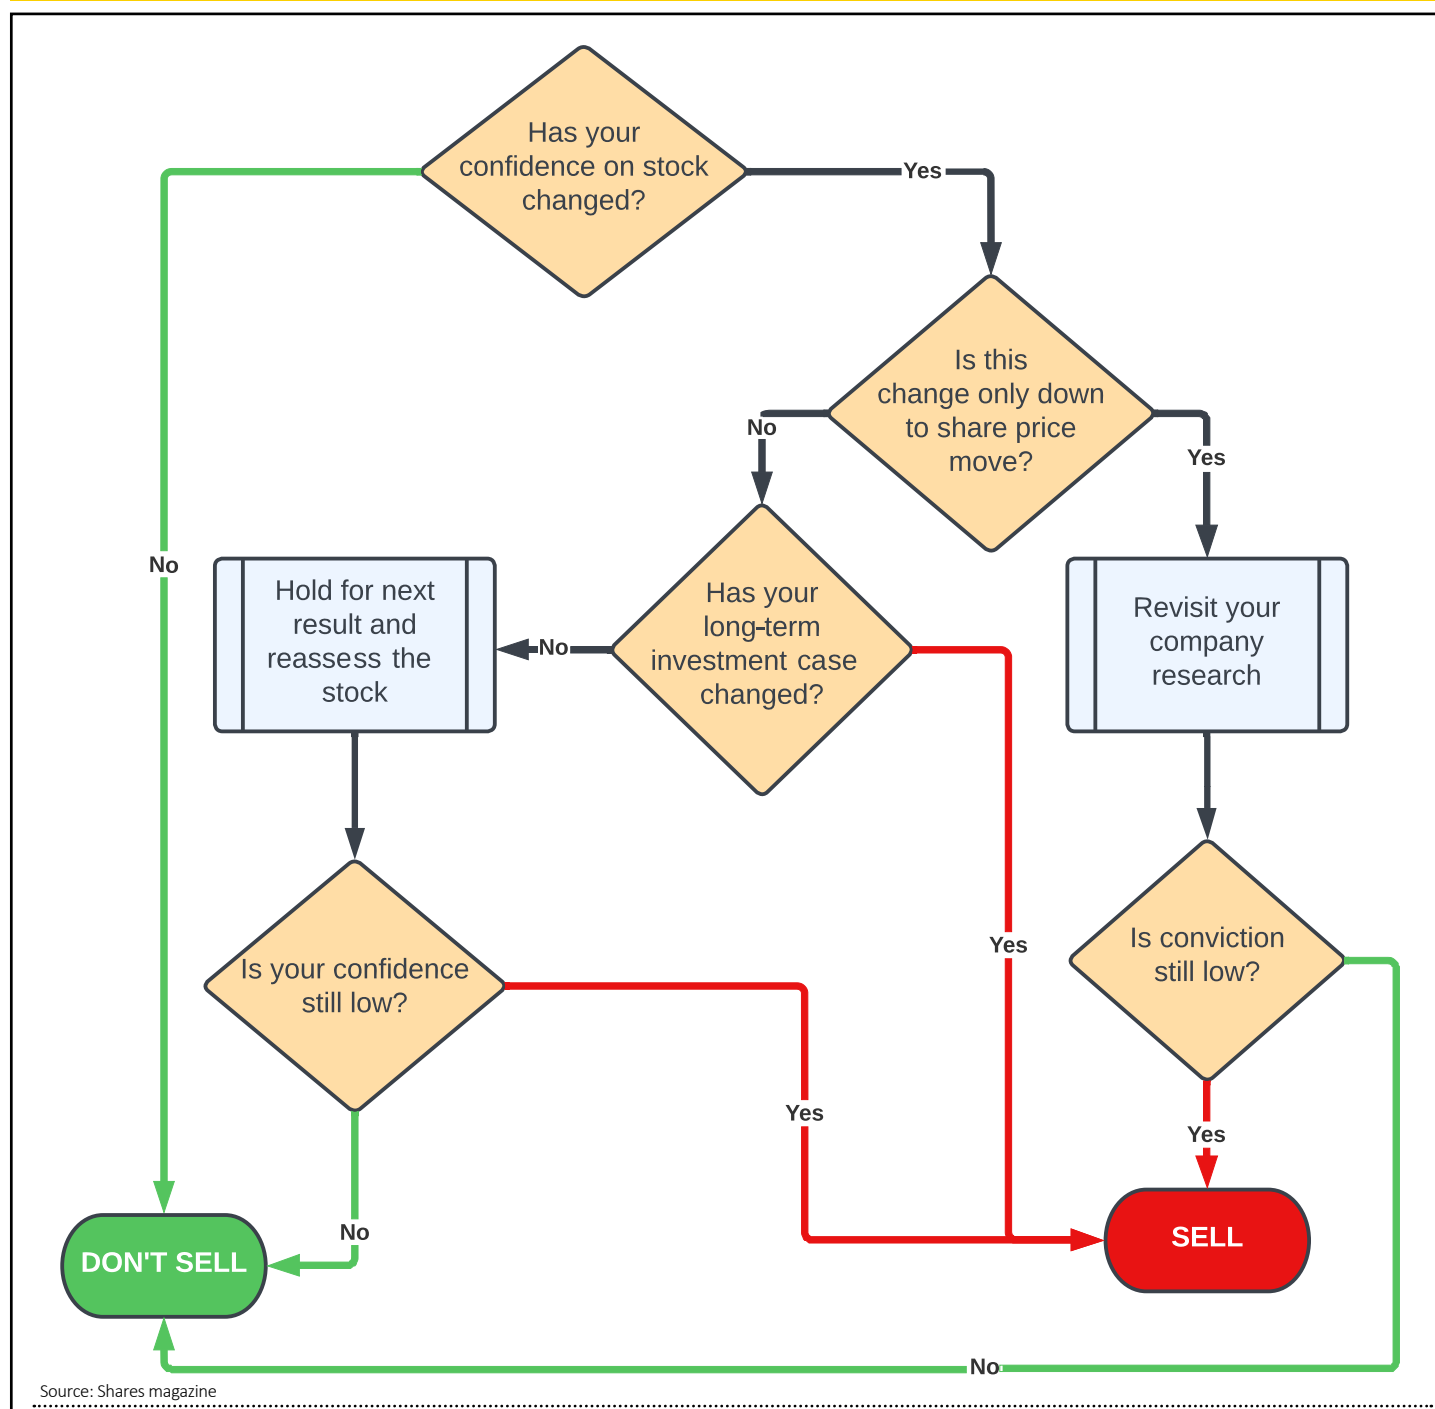 Has your
confidence on stock
changed?
Yes
Is this
change only down
to share price
move?
No
Yes
No
Hold for next
result and
reassess the
stock
No
Has your
long-term
investment case
changed?
Revisit your
company
research
Yes
Is conviction
still low?
Is your confidence
still low?
Yes
Yes
No
DON'T SELL
SELL
No
Source: Shares magazine